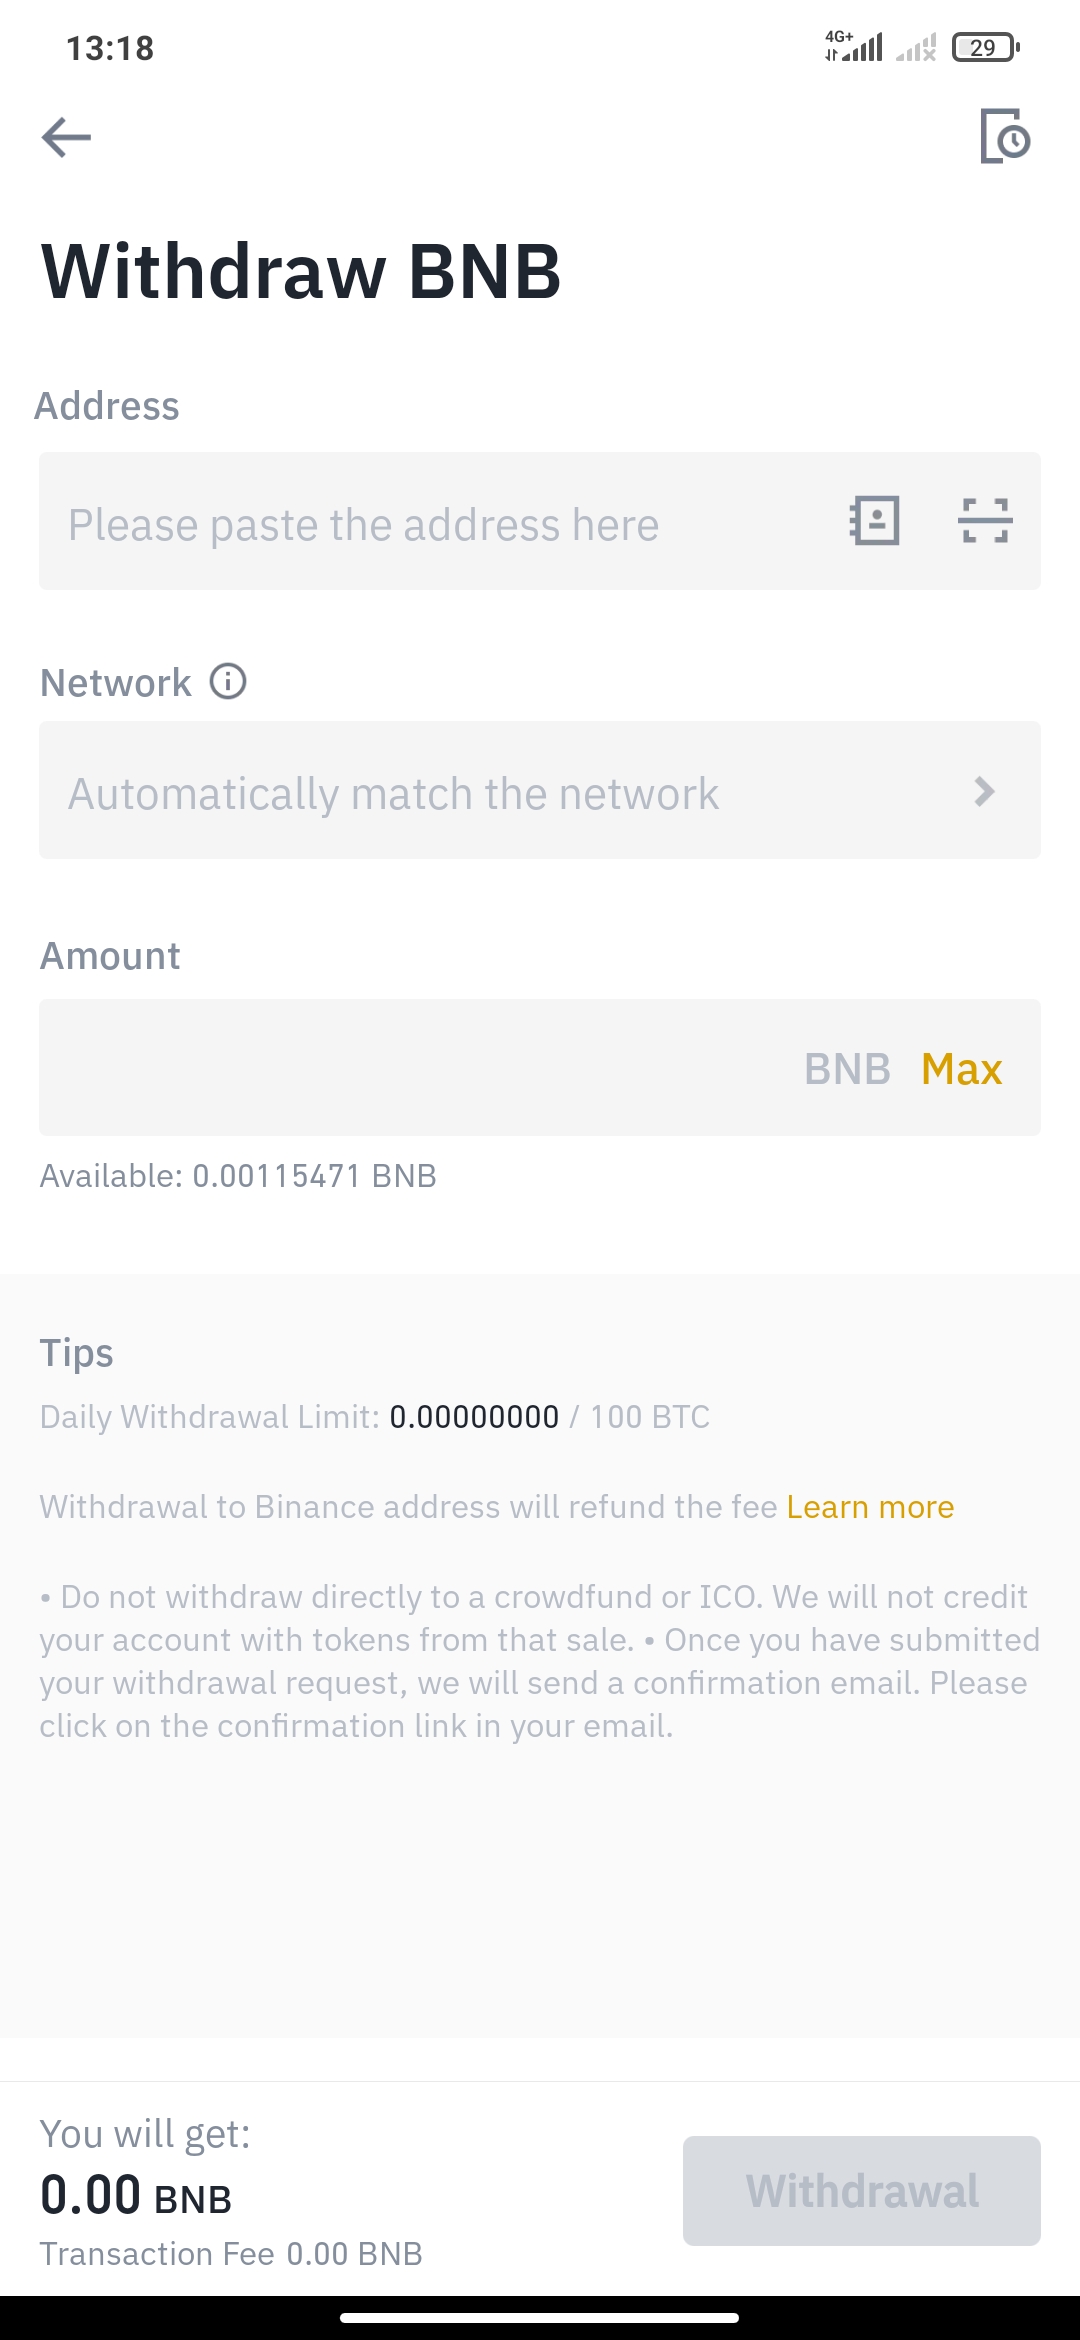 13:18
4G+
29
Withdraw BNB
Address
Please paste the address here
Network
Automatically match the network
Amount
BNB Max
Available: 0.00115471 BNB
Tips
Daily Withdrawal Limit: 0.00000000 / 100 BTC
Withdrawal to Binance address will refund the fee Learn more
• Do not withdraw directly to a crowdfund or ICO. We will not credit
your account with tokens from that sale. • Once you have submitted
your withdrawal request, we will send a confirmation email. Please
click on the confirmation link in your email.
You will get:
0.00 BNB
Transaction Fee 0.00 BNB
Withdrawal